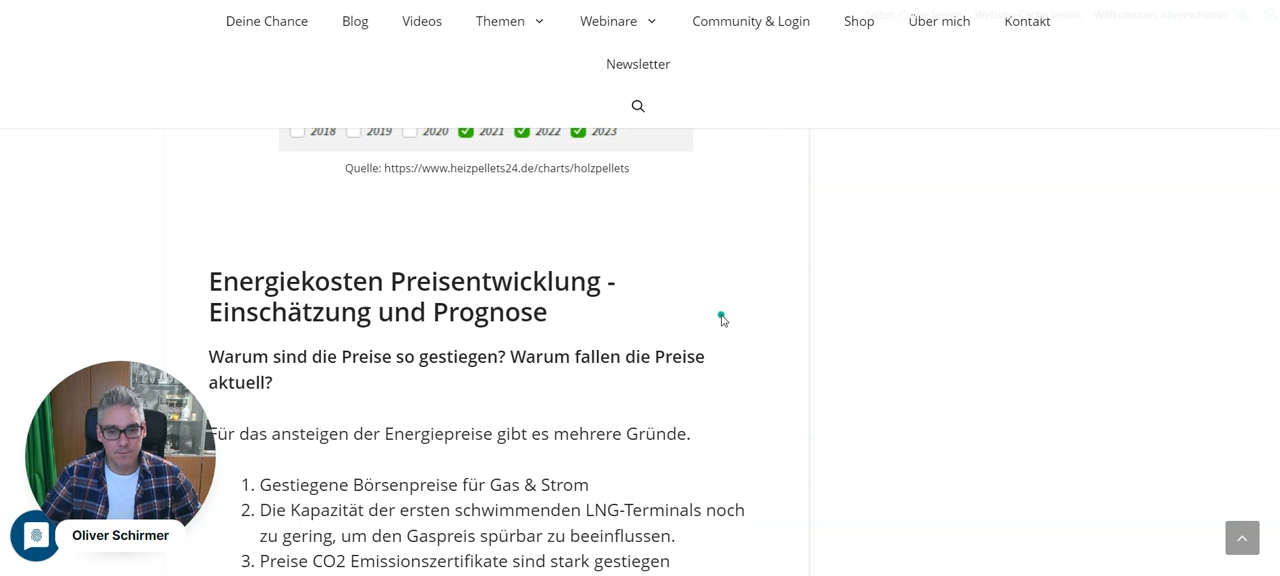 Deine Chance Blog Videos Themen Webinare Community & Login Shop Über mich Kontakt
Newsletter
2018 2019 2020 2021 2022 2023
Quelle: https://www.heizpellets24.de/charts/holzpellets
Energiekosten Preisentwicklung -
Einschätzung und Prognose
Warum sind die Preise so gestiegen? Warum fallen die Preise
aktuell?
Für das ansteigen der Energiepreise gibt es mehrere Gründe.
1. Gestiegene Börsenpreise für Gas & Strom
2. Die Kapazität der ersten schwimmenden LNG-Terminals noch
zu gering, um den Gaspreis spürbar zu beeinflussen.
3. Preise CO2 Emissionszertifikate sind stark gestiegen
Oliver Schirmer